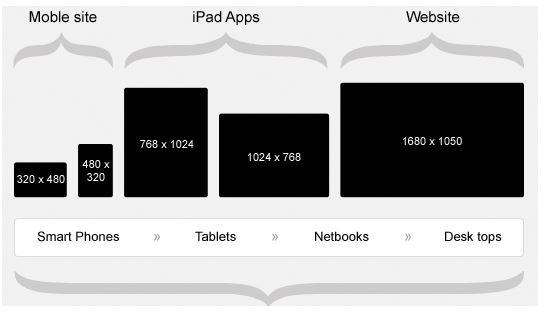 Moble site
iPad Apps
Website
320 x 480
480 x
320
768 x 1024
1024 x 768
1680 x 1050
Smart Phones » Tablets » Netbooks » Desk tops